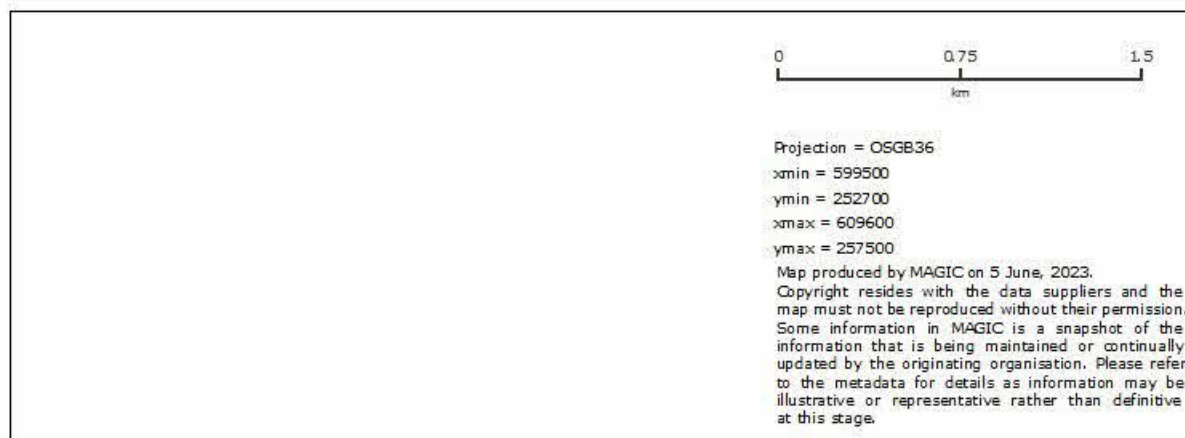 0 0.75 1.5
km
Projection = OSGB36
xmin = 599500
ymin = 252700
xmax = 609600
ymax = 257500
Map produced by MAGIC on 5 June, 2023.
Copyright resides with the data suppliers and the
map must not be reproduced without their permission.
Some information in MAGIC is a snapshot of the
information that is being maintained or continually
updated by the originating organisation. Please refer
to the metadata for details as information may be
illustrative or representative rather than definitive
at this stage.